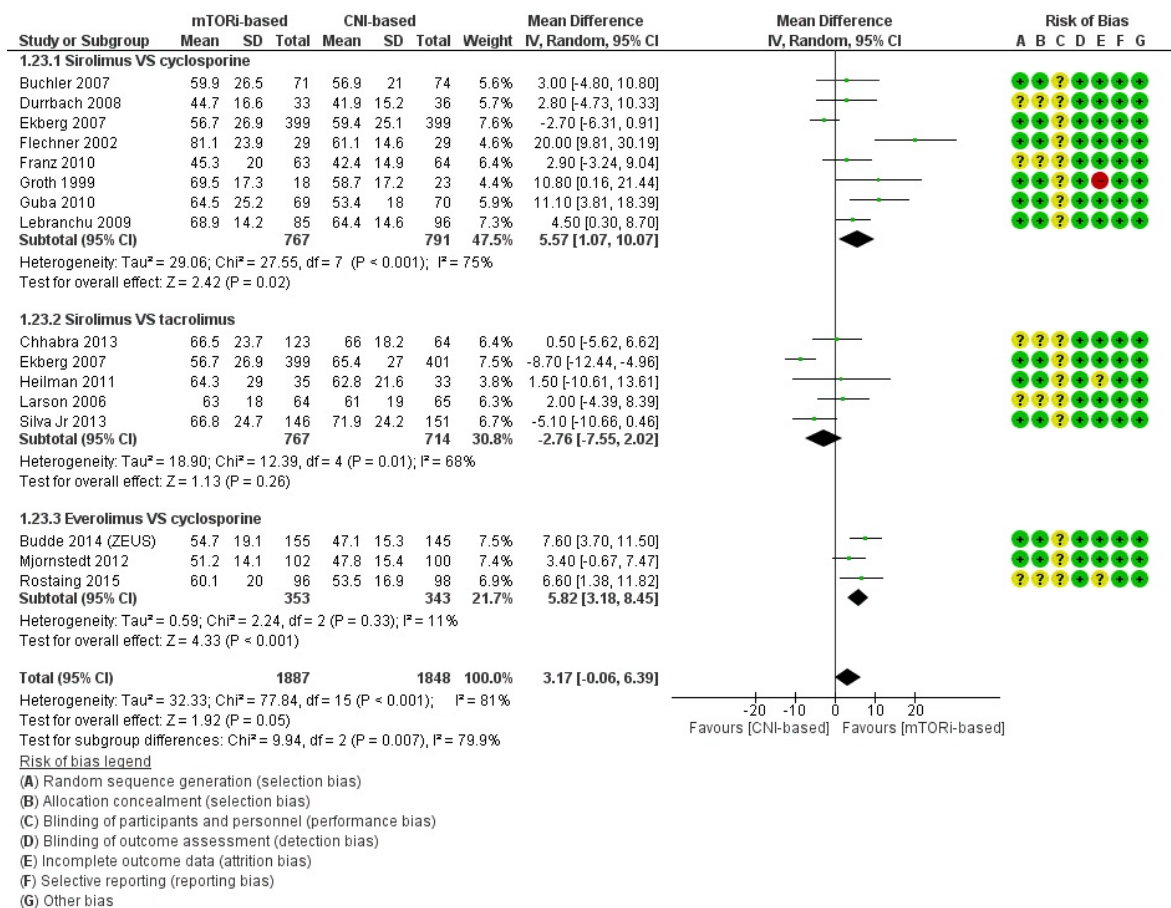 mTORi-based CNI-based Mean Difference Mean Difference Risk of Bias
Study or Subgroup Mean SD Total Mean SD Total Weight IV, Random, 95% CI IV, Random, 95% CI A B C D E F G
1.23.1 Sirolimus VS cyclosporine
Buchler 2007 59.9 26.5 71 56.9 21 74 5.6% 3.00 [-4.80, 10.80] + + ? + + + +
Durrbach 2008 44.7 16.6 33 41.9 15.2 36 5.7% 2.80 [-4.73, 10.33] ? ? ? + + + +
Ekberg 2007 56.7 26.9 399 59.4 25.1 399 7.6% -2.70 [-6.31, 0.91] + + ? + + + +
Flechner 2002 81.1 23.9 29 61.1 14.6 29 4.6% 20.00 [9.81, 30.19] + + ? + + + +
Franz 2010 45.3 20 63 42.4 14.9 64 6.4% 2.90 [-3.24, 9.04] ? ? ? + + + +
Groth 1999 69.5 17.3 18 58.7 17.2 23 4.4% 10.80 [0.16, 21.44] + + ? + - + +
Guba 2010 64.5 25.2 69 53.4 18 70 5.9% 11.10 [3.81, 18.39] + + ? + + + +
Lebranchu 2009 68.9 14.2 85 64.4 14.6 96 7.3% 4.50 [0.30, 8.70] + + ? + + + +
Subtotal (95% CI) 767 791 47.5% 5.57 [1.07, 10.07]
Heterogeneity: Tau² = 29.06; Chi² = 27.55, df = 7 (P < 0.001); I² = 75%
Test for overall effect: Z = 2.42 (P = 0.02)
1.23.2 Sirolimus VS tacrolimus
Chhabra 2013 66.5 23.7 123 66 18.2 64 6.4% 0.50 [-5.62, 6.62] ? ? ? + + + +
Ekberg 2007 56.7 26.9 399 65.4 27 401 7.5% -8.70 [-12.44, -4.96] + + ? + + + +
Heilman 2011 64.3 29 35 62.8 21.6 33 3.8% 1.50 [-10.61, 13.61] + + ? + ? + +
Larson 2006 63 18 64 61 19 65 6.3% 2.00 [-4.39, 8.39] ? ? ? + + + +
Silva Jr 2013 66.8 24.7 146 71.9 24.2 151 6.7% -5.10 [-10.66, 0.46] + + ? + + + +
Subtotal (95% CI) 767 714 30.8% -2.76 [-7.55, 2.02]
Heterogeneity: Tau² = 18.90; Chi² = 12.39, df = 4 (P = 0.01); I² = 68%
Test for overall effect: Z = 1.13 (P = 0.26)
1.23.3 Everolimus VS cyclosporine
Budde 2014 (ZEUS) 54.7 19.1 155 47.1 15.3 145 7.5% 7.60 [3.70, 11.50] + + ? + + + +
Mjornstedt 2012 51.2 14.1 102 47.8 15.4 100 7.4% 3.40 [-0.67, 7.47] + + ? + + + +
Rostaing 2015 60.1 20 96 53.5 16.9 98 6.9% 6.60 [1.38, 11.82] ? ? ? + ? + +
Subtotal (95% CI) 353 343 21.7% 5.82 [3.18, 8.45]
Heterogeneity: Tau² = 0.59; Chi² = 2.24, df = 2 (P = 0.33); I² = 11%
Test for overall effect: Z = 4.33 (P < 0.001)
Total (95% CI) 1887 1848 100.0% 3.17 [-0.06, 6.39]
Heterogeneity: Tau² = 32.33; Chi² = 77.84, df = 15 (P < 0.001); I² = 81%
Test for overall effect: Z = 1.92 (P = 0.05)
Test for subgroup differences: Chi² = 9.94, df = 2 (P = 0.007), I² = 79.9%
-20 -10 0 10 20
Favours [CNI-based] Favours [mTORi-based]
Risk of bias legend
(A) Random sequence generation (selection bias)
(B) Allocation concealment (selection bias)
(C) Blinding of participants and personnel (performance bias)
(D) Blinding of outcome assessment (detection bias)
(E) Incomplete outcome data (attrition bias)
(F) Selective reporting (reporting bias)
(G) Other bias